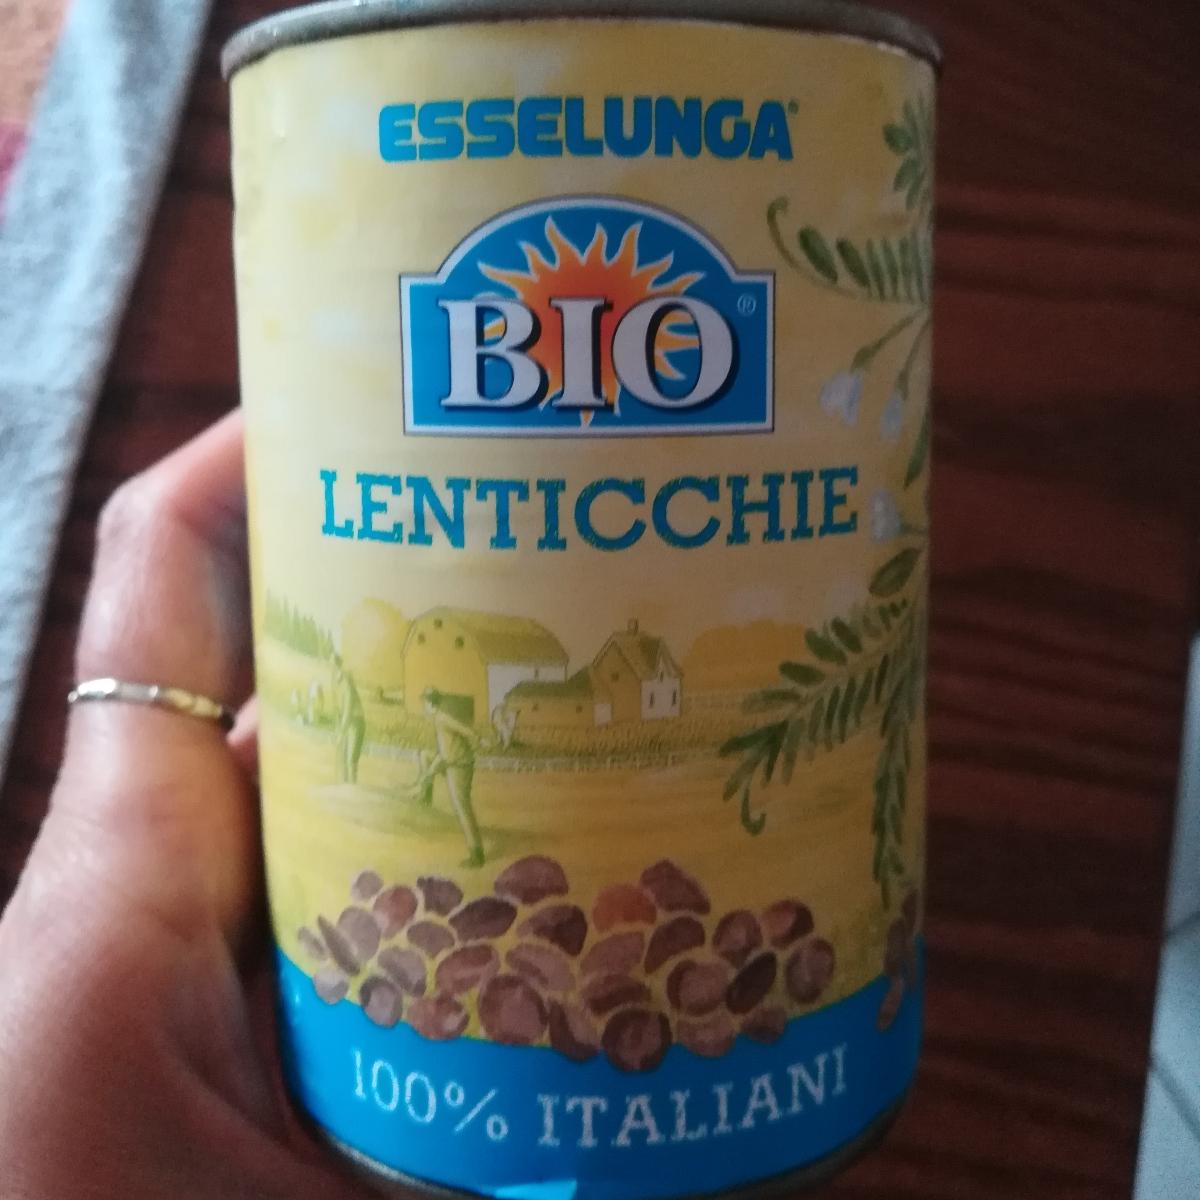 ESSELUNGA®
BIO®
LENTICCHIE
100% ITALIANI